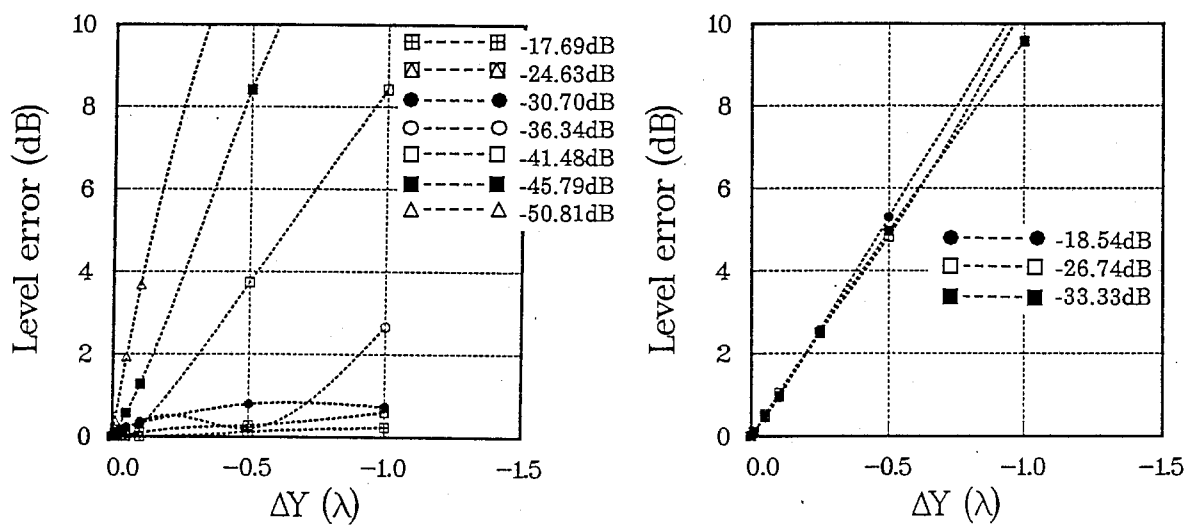 10
8
6
4
2
0
Level error (dB)
0.0
−0.5
−1.0
−1.5
ΔY (λ)
-17.69dB
-24.63dB
-30.70dB
-36.34dB
-41.48dB
-45.79dB
-50.81dB
10
8
6
4
2
0
Level error (dB)
0.0
−0.5
−1.0
−1.5
ΔY (λ)
-18.54dB
-26.74dB
-33.33dB